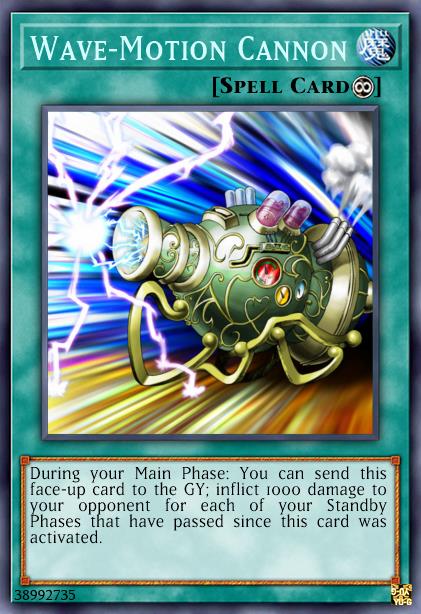 WAVE-MOTION CANNON
魔
[SPELL CARD]
During your Main Phase: You can send this
face-up card to the GY; inflict 1000 damage to
your opponent for each of your Standby
Phases that have passed since this card was
activated.
38992735